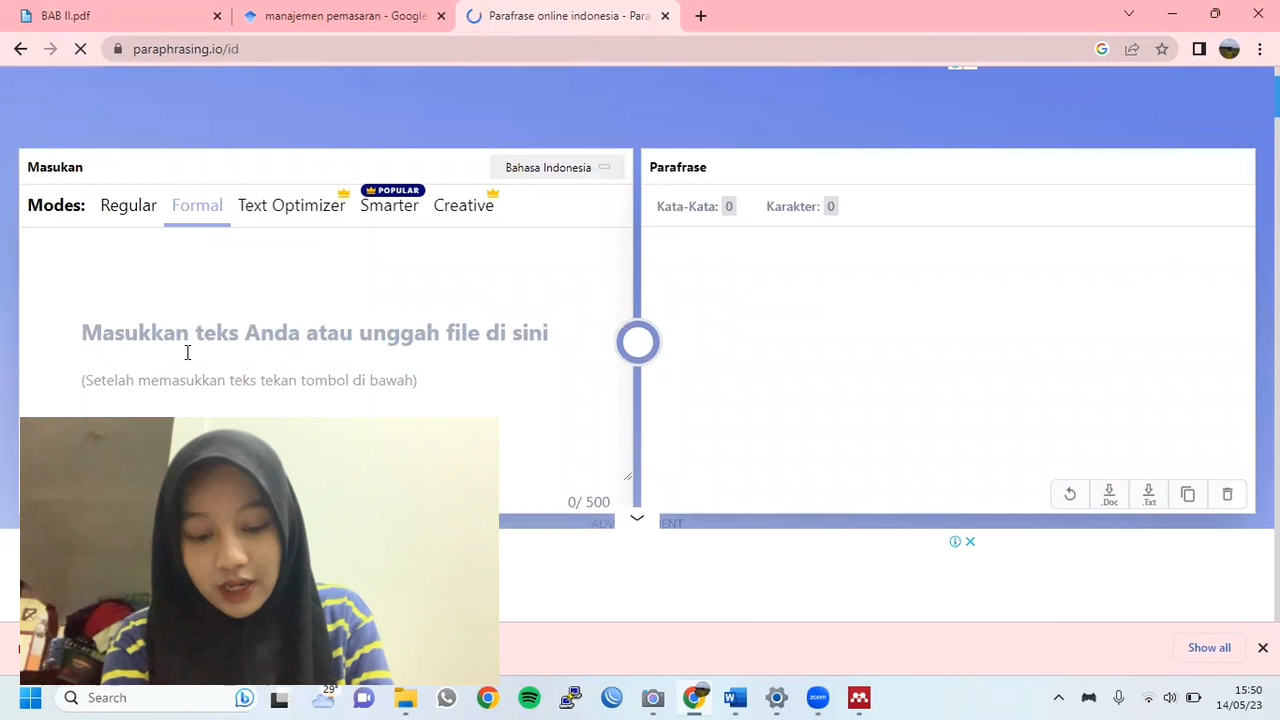 BAB II.pdf
manajemen pemasaran - Google
Parafrase online indonesia - Para
paraphrasing.io/id
Masukan
Bahasa Indonesia
Parafrase
POPULAR
Modes: Regular Formal Text Optimizer Smarter Creative
Kata-Kata: 0 Karakter: 0
Masukkan teks Anda atau unggah file di sini
(Setelah memasukkan teks tekan tombol di bawah)
0/ 500
.Doc
.Txt
Show all
Search
29°
15:50
14/05/23